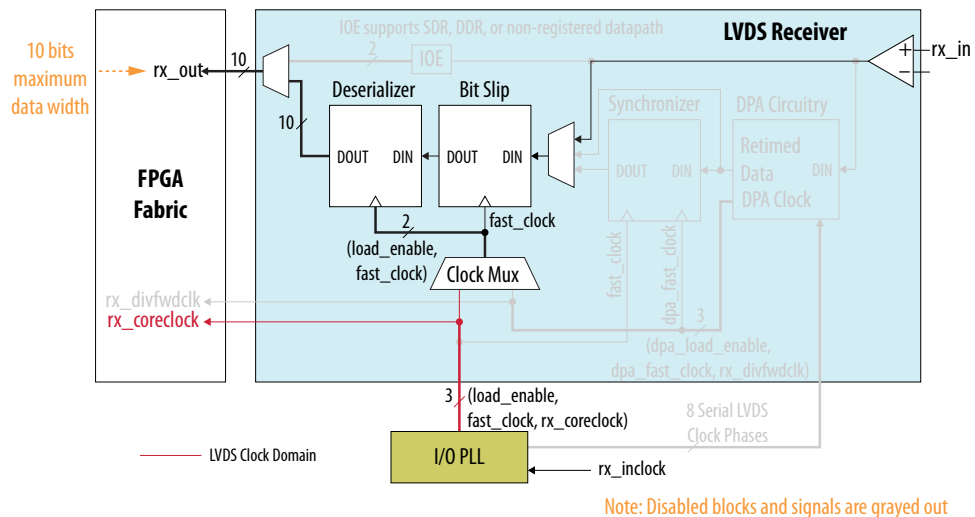 IOE supports SDR, DDR, or non-registered datapath
LVDS Receiver
10 bits
maximum
data width
rx_out
10
2
IOE
+
−
rx_in
Deserializer
Bit Slip
Synchronizer
DPA Circuitry
10
DOUT
DIN
DOUT
DIN
DOUT
DIN
Retimed
Data
DIN
DPA Clock
FPGA
Fabric
2
fast_clock
(load_enable,
fast_clock)
Clock Mux
fast_clock
dpa_fast_clock
rx_divfwdclk
rx_coreclock
3
(dpa_load_enable,
dpa_fast_clock, rx_divfwdclk)
3
(load_enable,
fast_clock, rx_coreclock)
8 Serial LVDS
Clock Phases
LVDS Clock Domain
I/O PLL
rx_inclock
Note: Disabled blocks and signals are grayed out